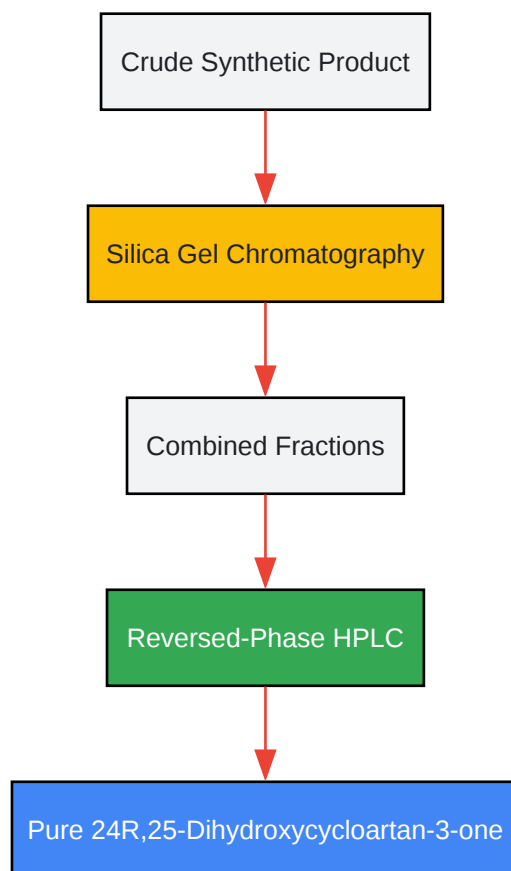 Crude Synthetic Product
Silica Gel Chromatography
Combined Fractions
Reversed-Phase HPLC
Pure 24R,25-Dihydroxycycloartan-3-one